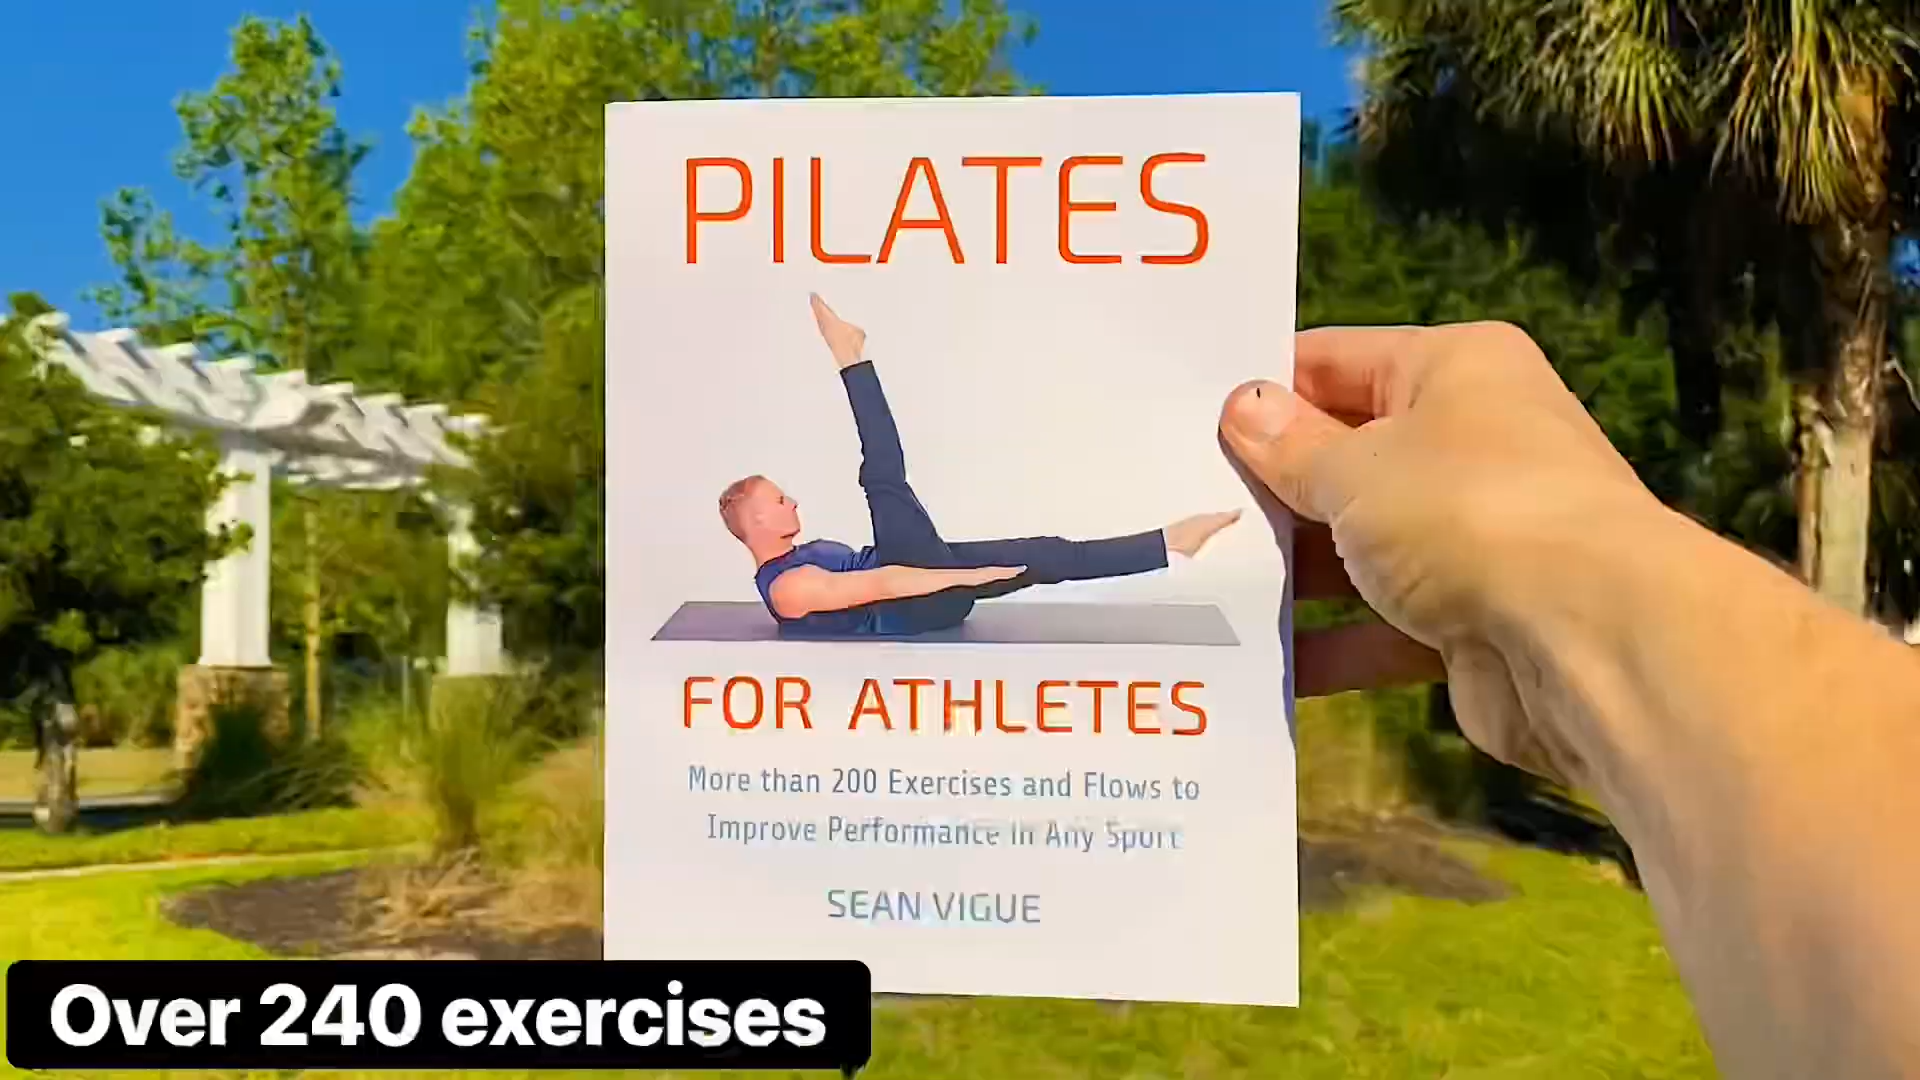 PILATES
FOR ATHLETES
More than 200 Exercises and Flows to
Improve Performance in Any Sport
SEAN VIGUE
Over 240 exercises